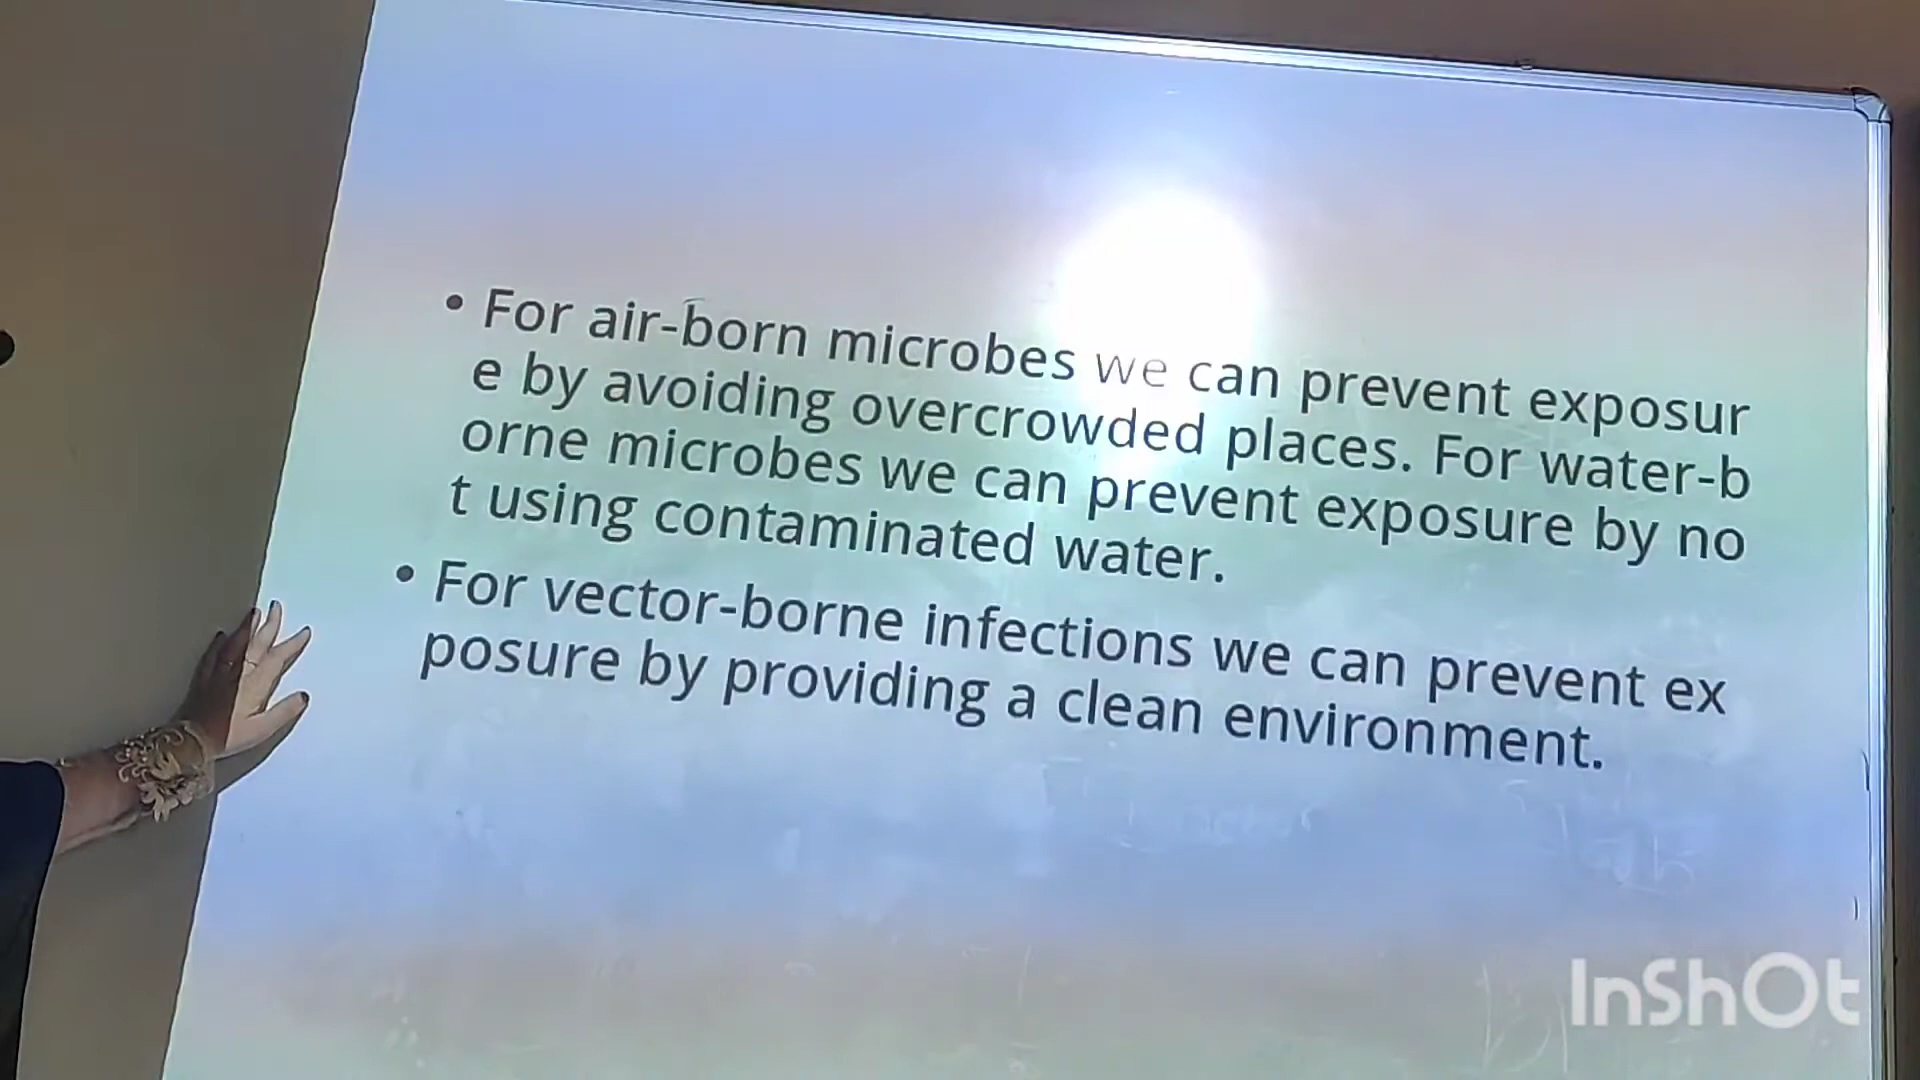 • For air-born microbes we can prevent exposur
e by avoiding overcrowded places. For water-b
orne microbes we can prevent exposure by no
t using contaminated water.
• For vector-borne infections we can prevent ex
posure by providing a clean environment.
InShOt